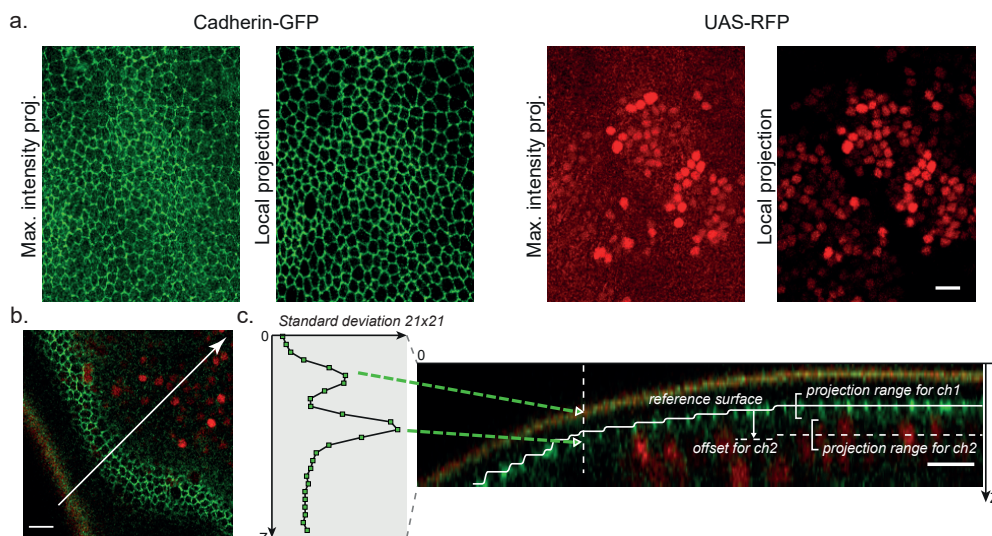 a.
Cadherin-GFP
UAS-RFP
Max. intensity proj.
Local projection
Max. intensity proj.
Local projection
b.
c.
Standard deviation 21x21
0
0
reference surface
projection range for ch1
offset for ch2
projection range for ch2